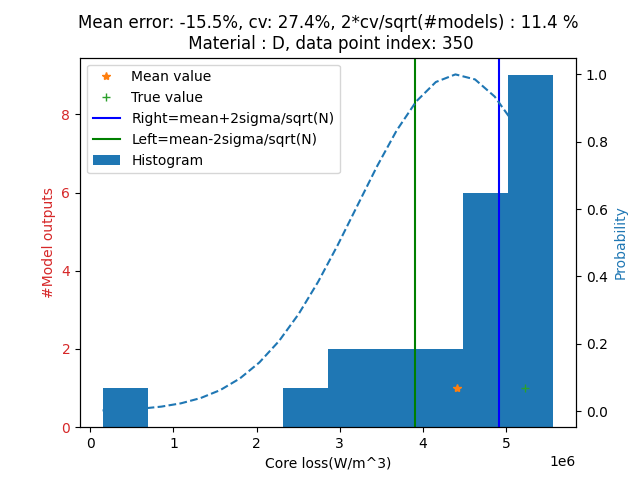 Mean error: -15.5%, cv: 27.4%, 2*cv/sqrt(#models) : 11.4 %
Material : D, data point index: 350
Mean value
True value
Right=mean+2sigma/sqrt(N)
Left=mean-2sigma/sqrt(N)
Histogram
#Model outputs
8
6
4
2
0
1.0
0.8
0.6
0.4
0.2
0.0
Probability
0 1 2 3 4 5
1e6
Core loss(W/m^3)